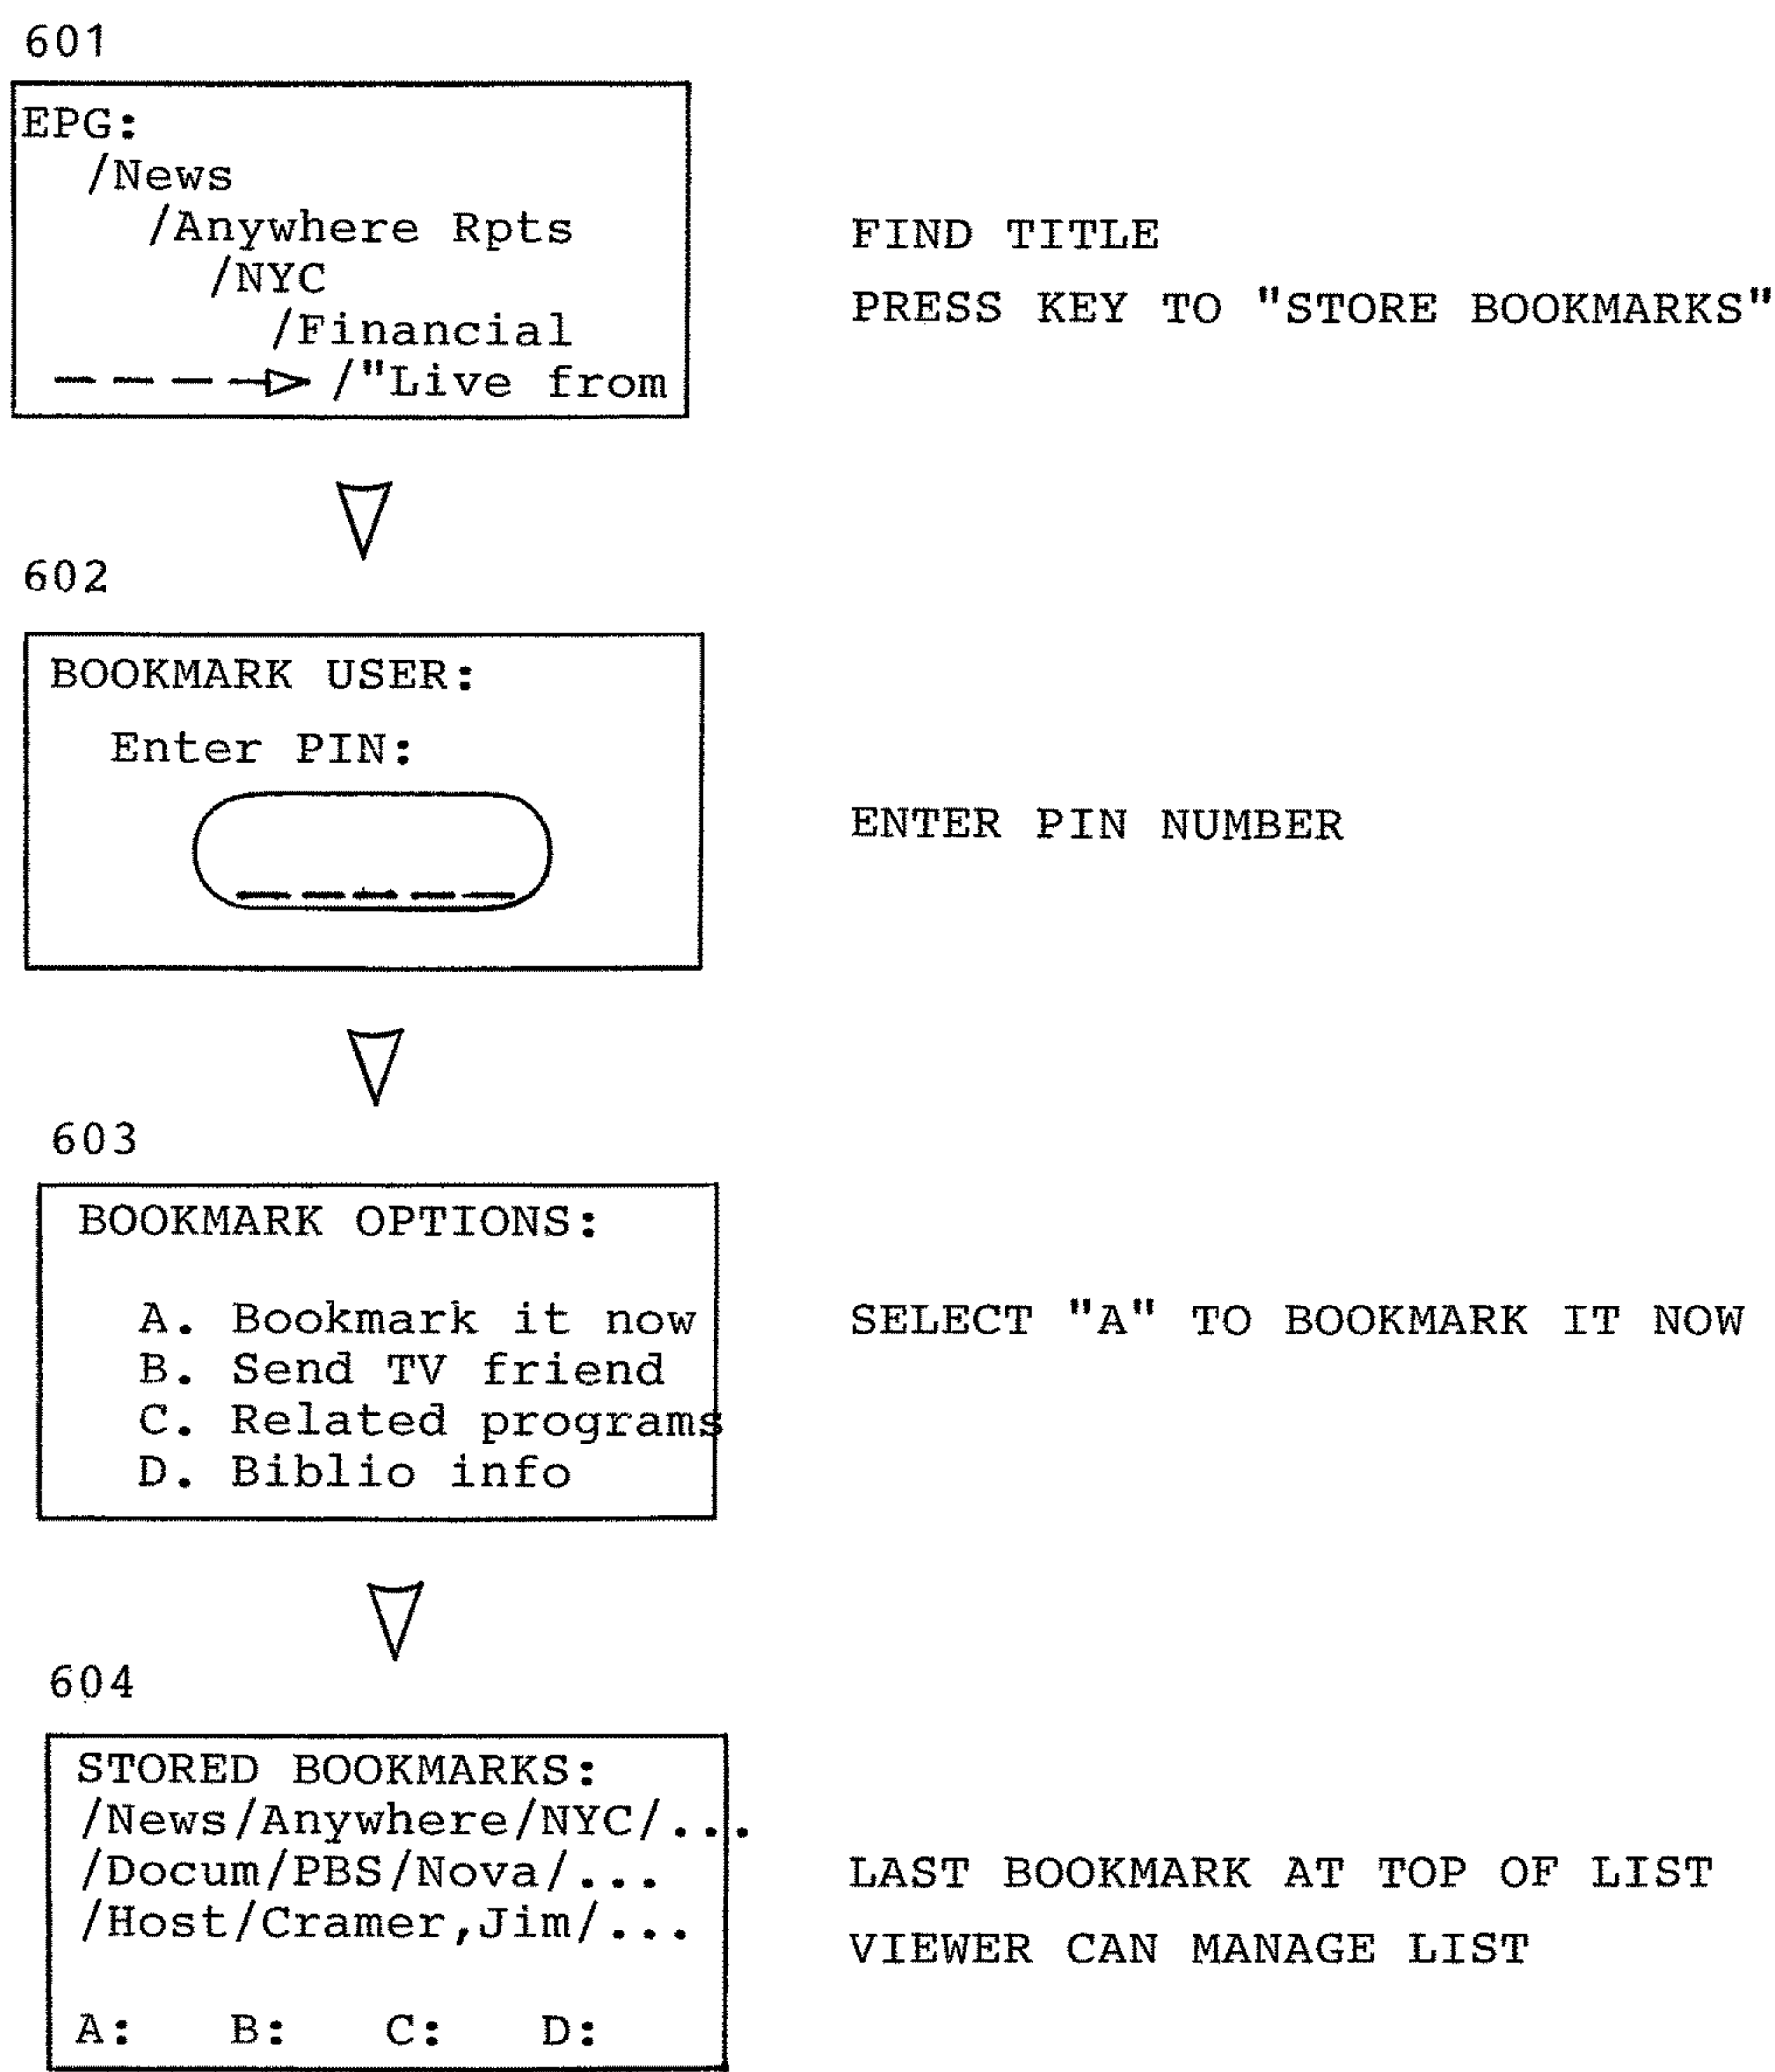 601
EPG:
/News
/Anywhere Rpts
/NYC
/Financial
/"Live from
FIND TITLE
PRESS KEY TO "STORE BOOKMARKS"
602
BOOKMARK USER:
Enter PIN:
ENTER PIN NUMBER
603
BOOKMARK OPTIONS:
A. Bookmark it now
B. Send TV friend
C. Related programs
D. Biblio info
SELECT "A" TO BOOKMARK IT NOW
604
STORED BOOKMARKS:
/News/Anywhere/NYC/...
/Docum/PBS/Nova/...
/Host/Cramer,Jim/...
A: B: C: D:
LAST BOOKMARK AT TOP OF LIST
VIEWER CAN MANAGE LIST